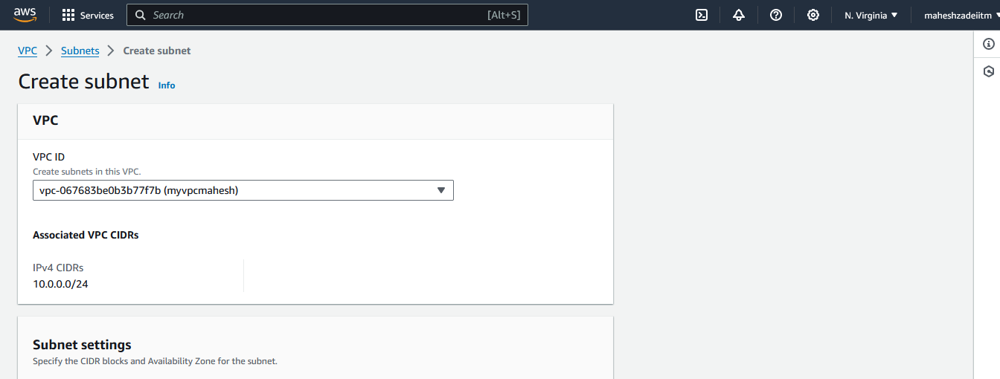 aws
Services
Search
[Alt+S]
N. Virginia
maheshzadeiitm
VPC > Subnets > Create subnet
Create subnet Info
VPC
VPC ID
Create subnets in this VPC.
vpc-067683be0b3b77f7b (myvpcmahesh)
Associated VPC CIDRs
IPv4 CIDRs
10.0.0.0/24
Subnet settings
Specify the CIDR blocks and Availability Zone for the subnet.